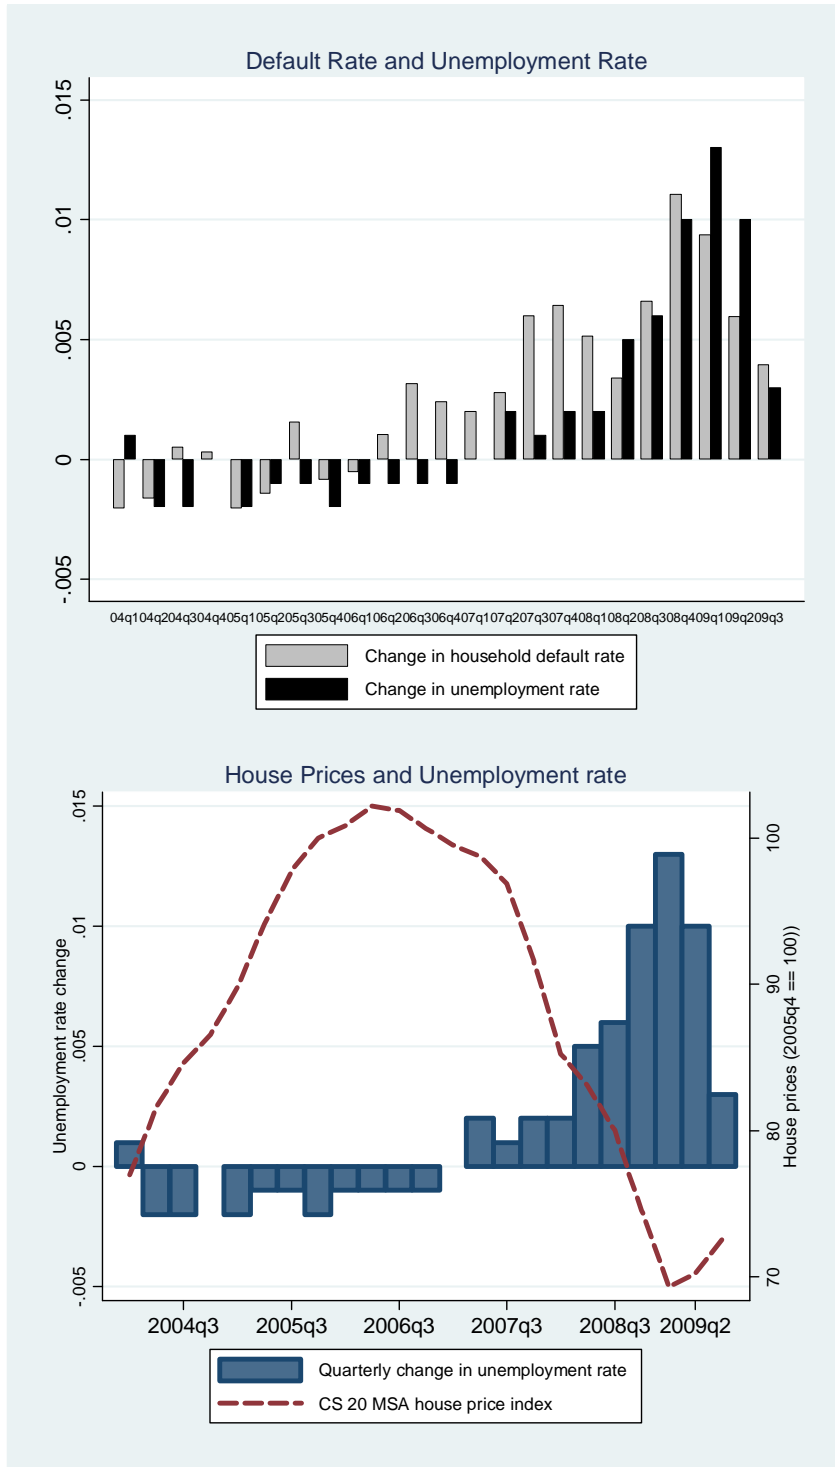 Default Rate and Unemployment Rate
.015
.01
.005
0
-.005
04q104q204q304q405q105q205q305q406q106q206q306q407q107q207q307q408q108q208q308q409q109q209q3
Change in household default rate
Change in unemployment rate
House Prices and Unemployment rate
Unemployment rate change
.015
.01
.005
0
-.005
100
90
80
70
House prices (2005q4 == 100))
2004q3 2005q3 2006q3 2007q3 2008q3 2009q2
Quarterly change in unemployment rate
CS 20 MSA house price index